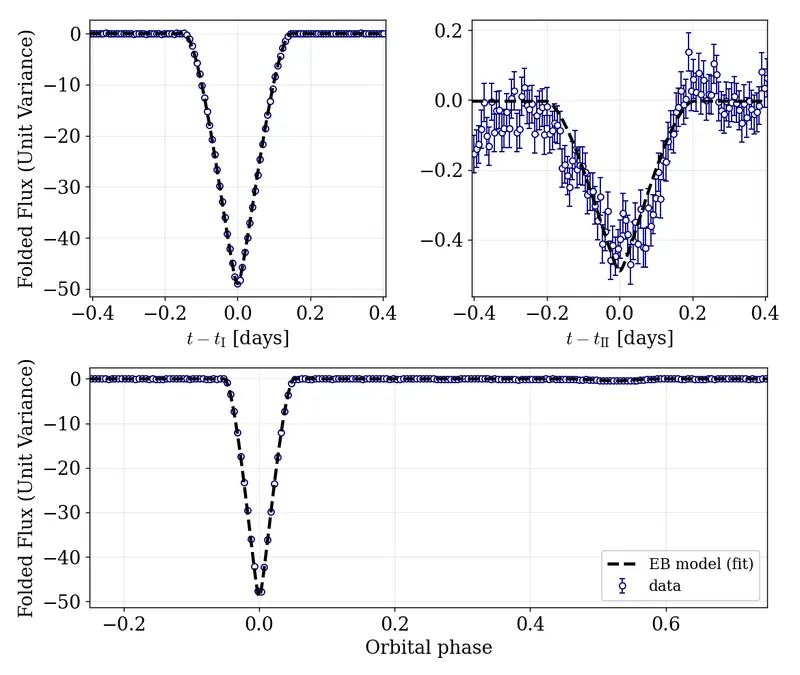 Folded Flux (Unit Variance)
0
−10
−20
−30
−40
−50
−0.4 −0.2 0.0 0.2 0.4
t − t_I [days]
0.2
0.0
−0.2
−0.4
−0.4 −0.2 0.0 0.2 0.4
t − t_II [days]
Folded Flux (Unit Variance)
0
−10
−20
−30
−40
−50
EB model (fit)
data
−0.2 0.0 0.2 0.4 0.6
Orbital phase